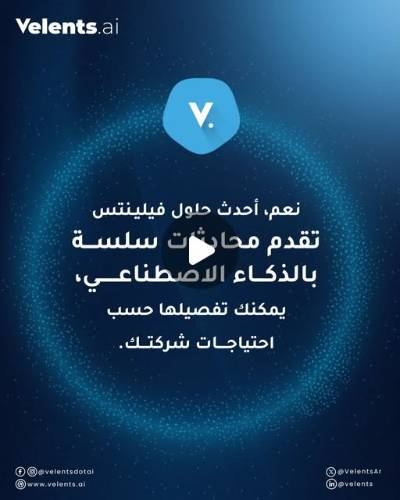 Velents.ai
V.
نعم، أحدث حلول فيلينتس
تقدم محادثات سلسة
بالذكاء الاصطناعي،
يمكنك تفصيلها حسب
احتياجات شركتك.
@velentsdotai
@VelentsAr
www.velents.ai
@velents